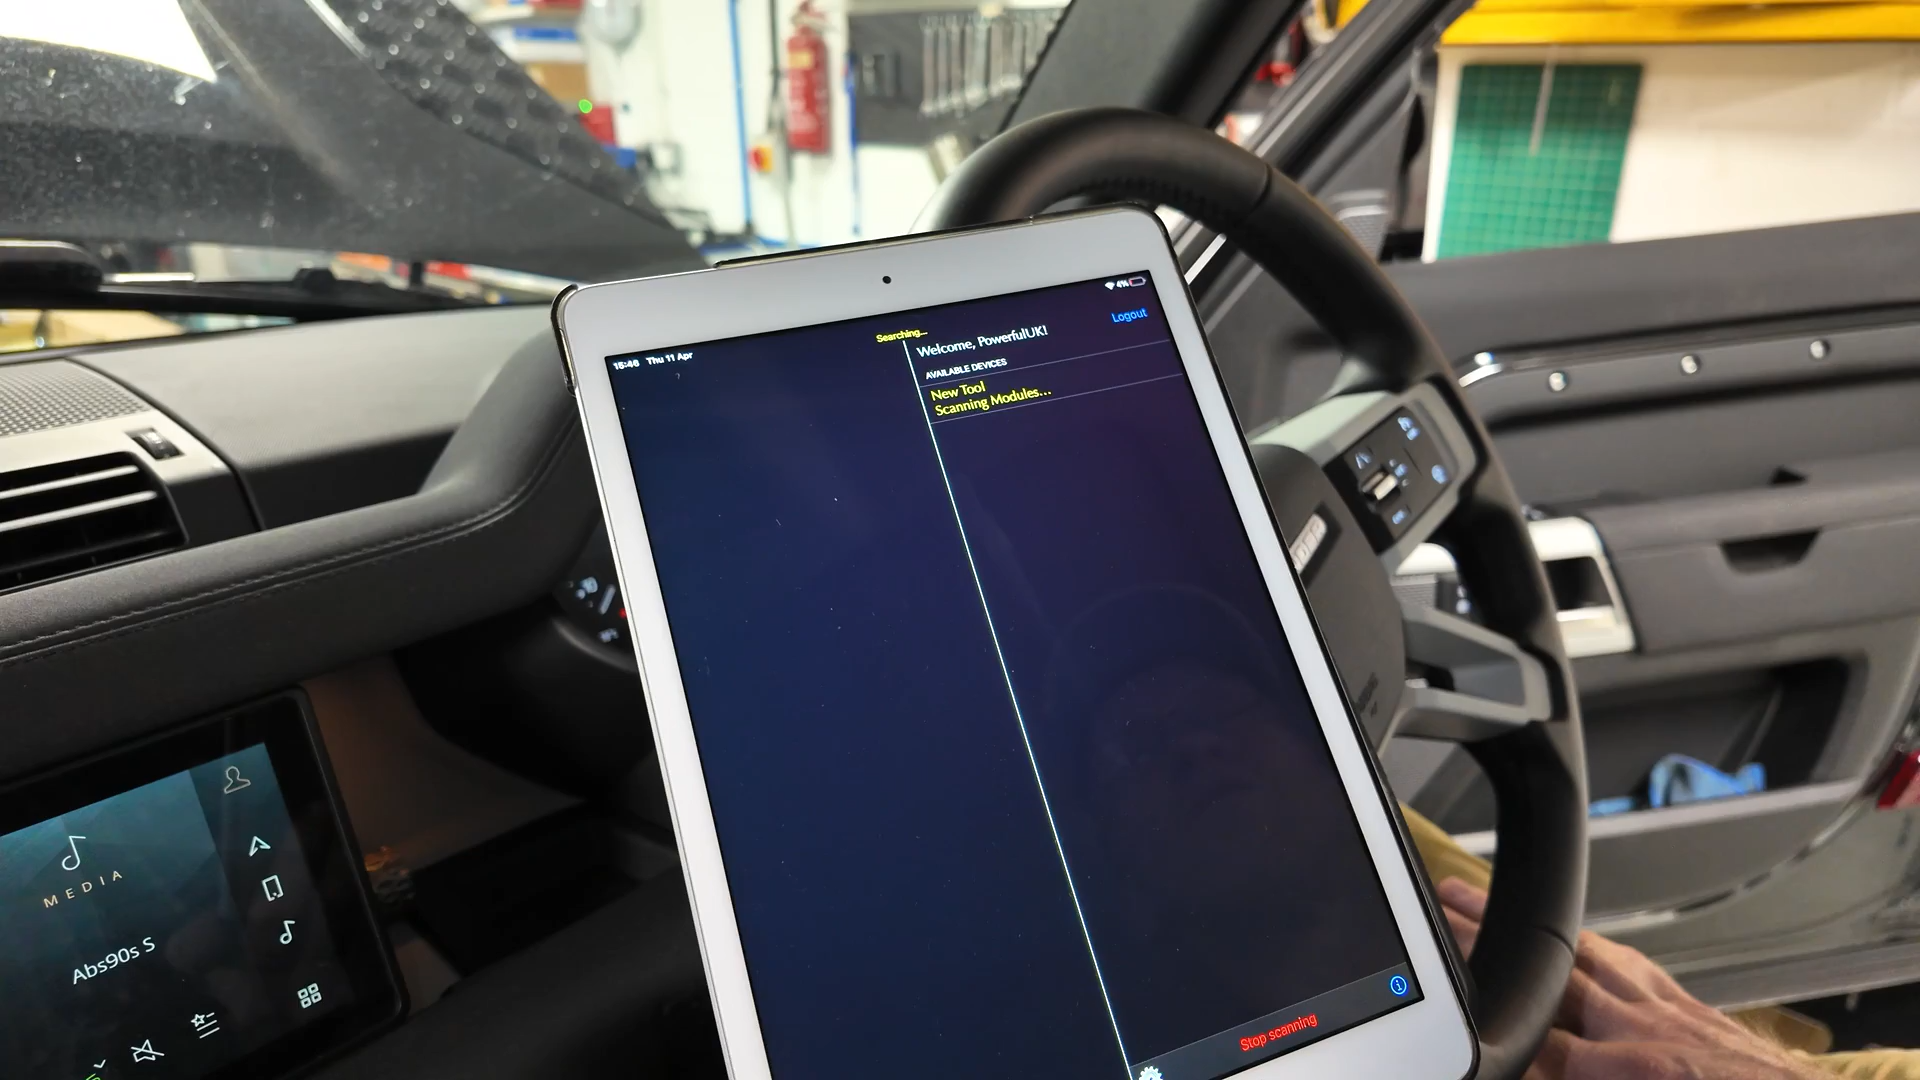 15:46 Thu 11 Apr
4%
Searching...
Logout
Welcome, PowerfulUK!
AVAILABLE DEVICES
New Tool
Scanning Modules...
Stop scanning
MEDIA
Abs90s S